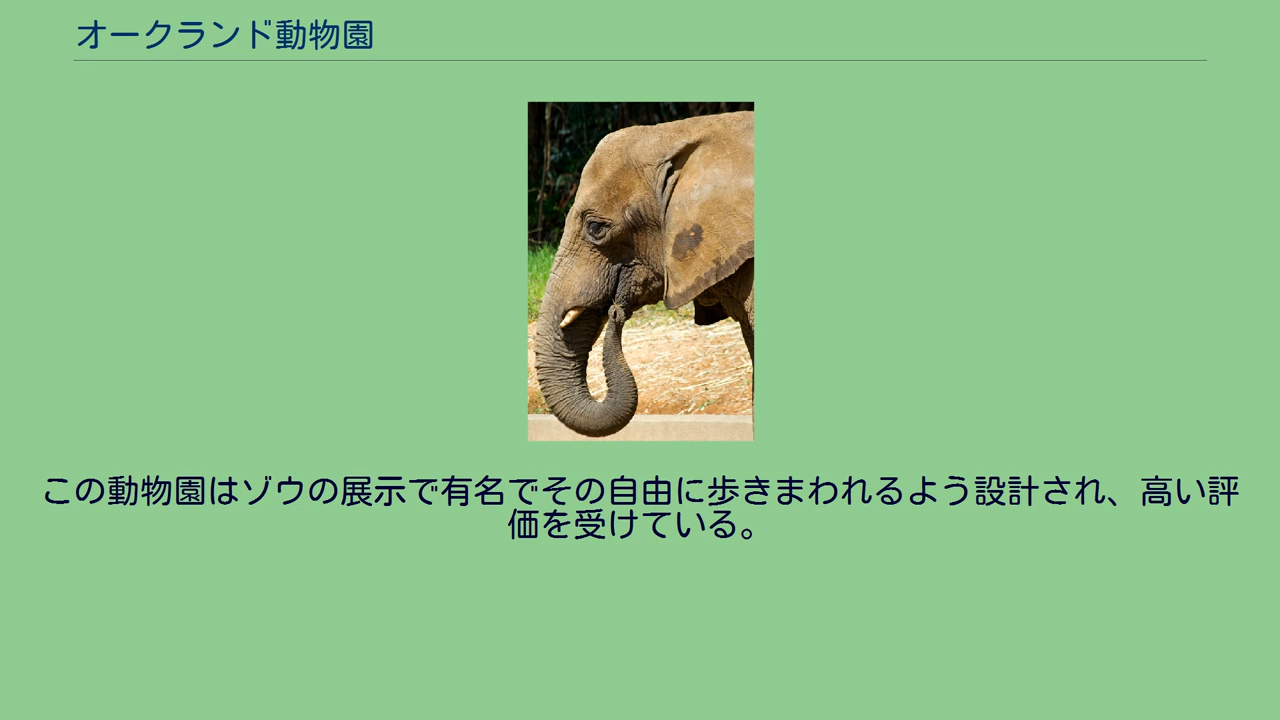 オークランド動物園
この動物園はゾウの展示で有名でその自由に歩きまわれるよう設計され、高い評
価を受けている。